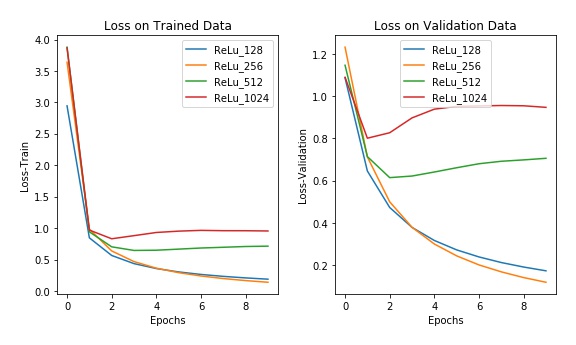 Loss on Trained Data
4.0
3.5
3.0
2.5
2.0
1.5
1.0
0.5
0.0
Loss-Train
ReLu_128
ReLu_256
ReLu_512
ReLu_1024
0 2 4 6 8
Epochs
Loss on Validation Data
1.2
1.0
0.8
0.6
0.4
0.2
Loss-Validation
ReLu_128
ReLu_256
ReLu_512
ReLu_1024
0 2 4 6 8
Epochs